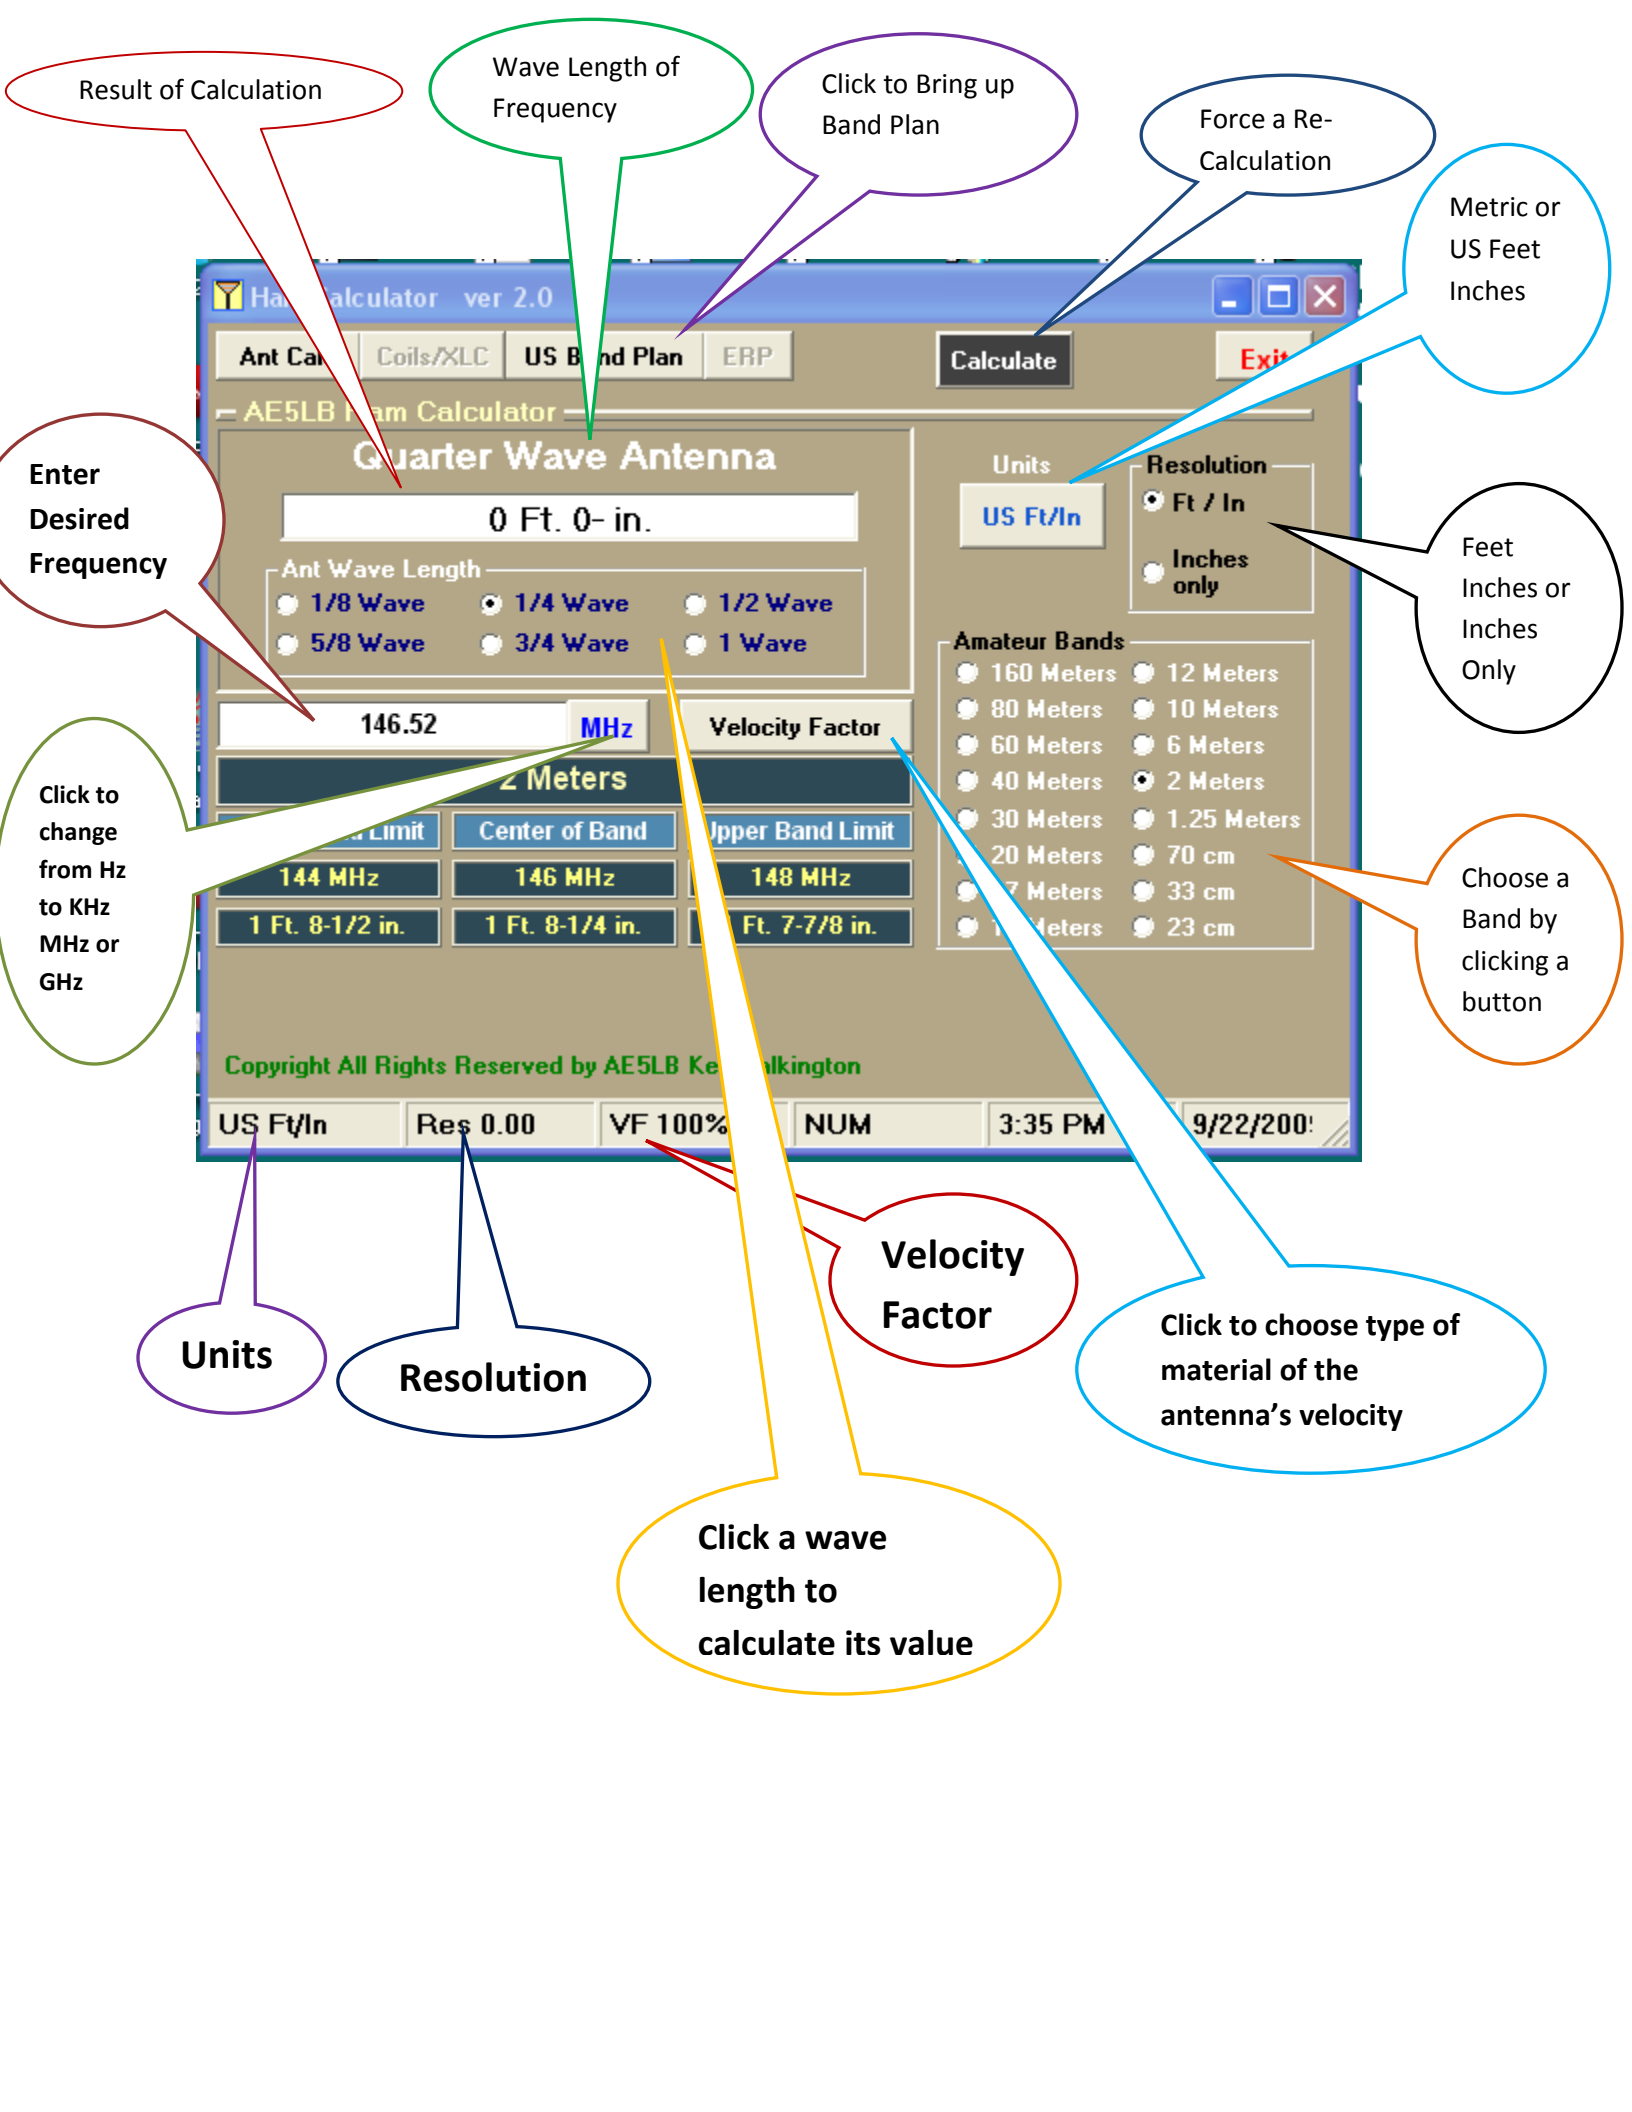 Result of Calculation
Wave Length of
Frequency
Click to Bring up
Band Plan
Force a Re-
Calculation
Metric or
US Feet
Inches
Calculator ver 2.0
Ant
Coils/XLC
US Band Plan
ERP
Calculate
Exit
AE5LB Ham Calculator
Quarter Wave Antenna
0 Ft. 0- in.
Units
US Ft/In
Resolution
Ft / In
Inches
only
Enter
Desired
Frequency
Feet
Inches or
Inches
Only
Ant Wave Length
1/8 Wave
1/4 Wave
1/2 Wave
5/8 Wave
3/4 Wave
1 Wave
146.52
MHz
Velocity Factor
2 Meters
Limit
Center of Band
Upper Band Limit
144 MHz
146 MHz
148 MHz
1 Ft. 8-1/2 in.
1 Ft. 8-1/4 in.
Ft. 7-7/8 in.
Amateur Bands
160 Meters
12 Meters
80 Meters
10 Meters
60 Meters
6 Meters
40 Meters
2 Meters
30 Meters
1.25 Meters
20 Meters
70 cm
Meters
33 cm
Meters
23 cm
Click to
change
from Hz
to KHz
MHz or
GHz
Choose a
Band by
clicking a
button
Copyright All Rights Reserved by AE5LB
US Ft/In
Res 0.00
VF 100%
NUM
3:35 PM
9/22/200
Units
Resolution
Velocity
Factor
Click to choose type of
material of the
antenna’s velocity
Click a wave
length to
calculate its value